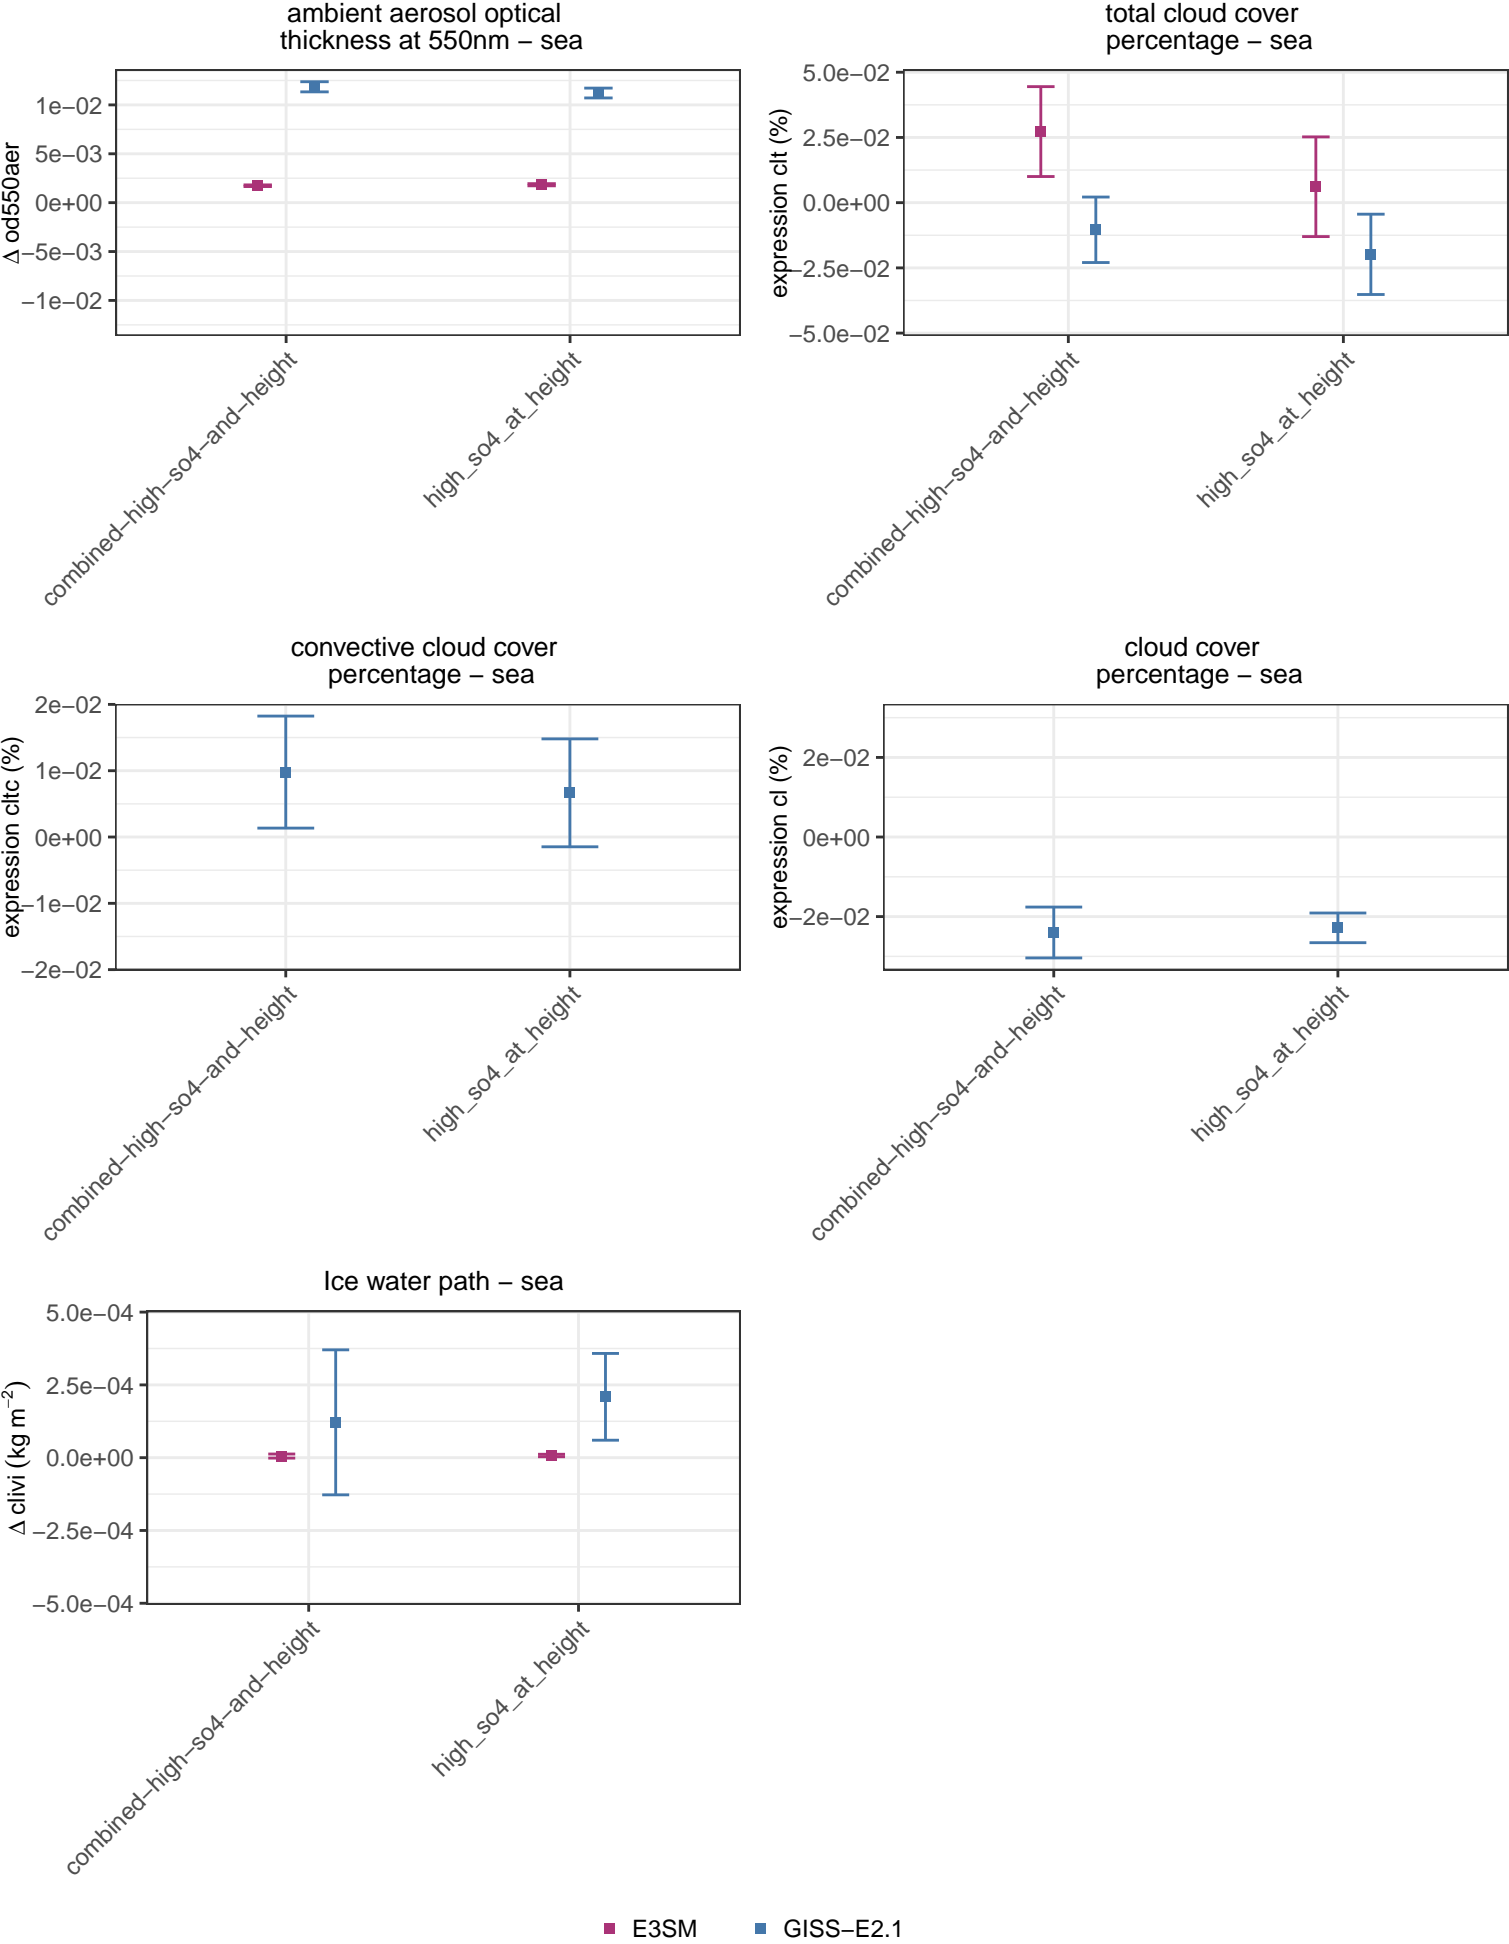 ambient aerosol optical
thickness at 550nm − sea
Δ od550aer
1e−02
5e−03
0e+00
−5e−03
−1e−02
combined−high−so4−and−height
high_so4_at_height
total cloud cover
percentage − sea
expression clt (%)
5.0e−02
2.5e−02
0.0e+00
−2.5e−02
−5.0e−02
combined−high−so4−and−height
high_so4_at_height
convective cloud cover
percentage − sea
expression cltc (%)
2e−02
1e−02
0e+00
−1e−02
−2e−02
combined−high−so4−and−height
high_so4_at_height
cloud cover
percentage − sea
expression cl (%)
2e−02
0e+00
−2e−02
combined−high−so4−and−height
high_so4_at_height
Ice water path − sea
Δ clivi (kg m⁻²)
5.0e−04
2.5e−04
0.0e+00
−2.5e−04
−5.0e−04
combined−high−so4−and−height
high_so4_at_height
E3SM
GISS−E2.1